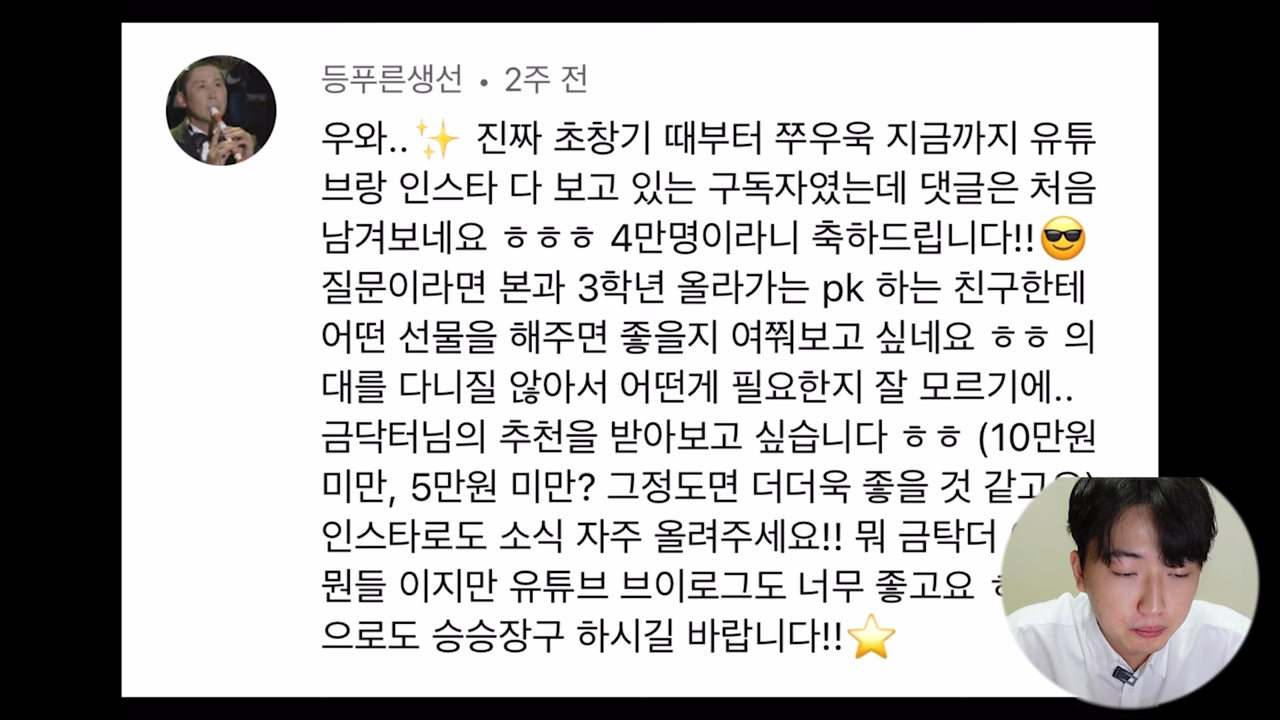 등푸른생선 • 2주 전
우와..✨ 진짜 초창기 때부터 쭈우욱 지금까지 유튜
브랑 인스타 다 보고 있는 구독자였는데 댓글은 처음
남겨보네요 ㅎㅎㅎ 4만명이라니 축하드립니다!!😎
질문이라면 본과 3학년 올라가는 pk 하는 친구한테
어떤 선물을 해주면 좋을지 여쭤보고 싶네요 ㅎㅎ 의
대를 다니질 않아서 어떤게 필요한지 잘 모르기에..
금닥터님의 추천을 받아보고 싶습니다 ㅎㅎ (10만원
미만, 5만원 미만? 그정도면 더더욱 좋을 것
인스타로도 소식 자주 올려주세요!! 뭐 금탁더
뭔들 이지만 유튜브 브이로그도 너무 좋고요
으로도 승승장구 하시길 바랍니다!!⭐